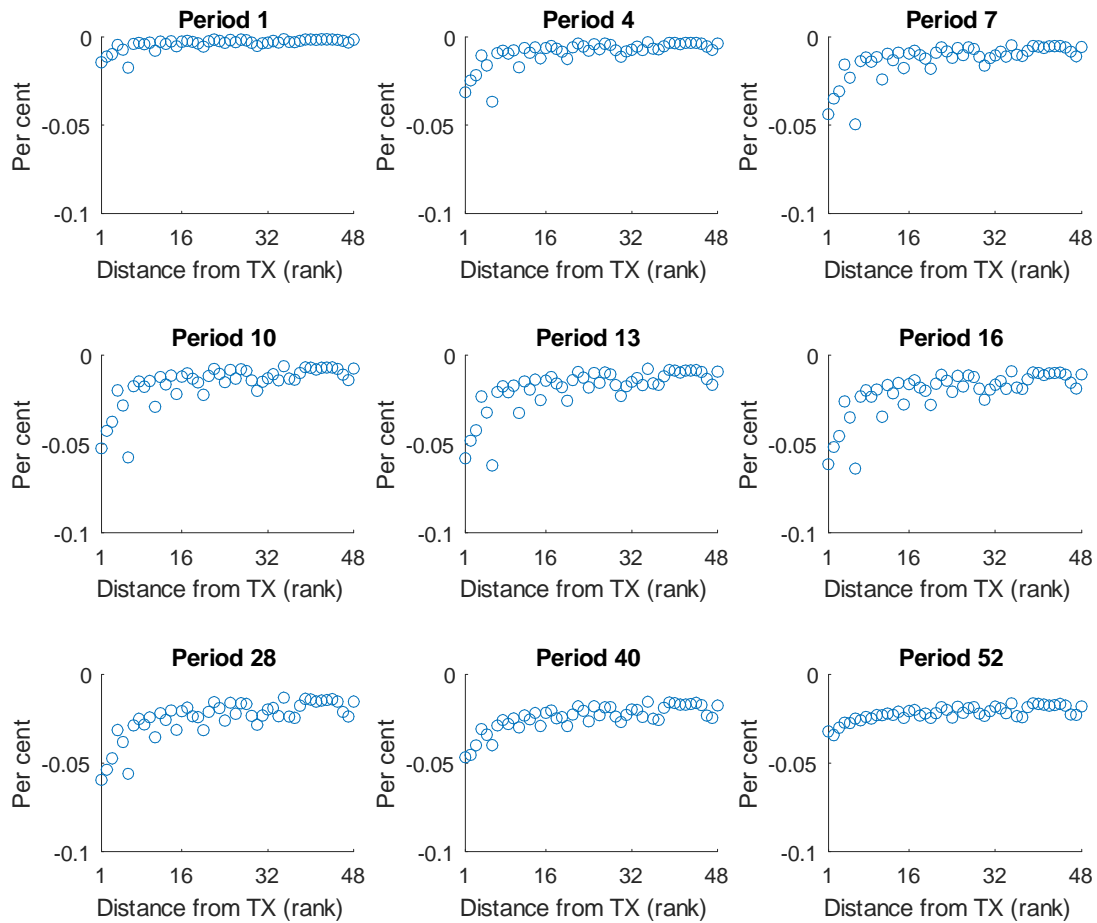 Period 1
Per cent
0
-0.05
-0.1
1 16 32 48
Distance from TX (rank)
Period 4
Per cent
0
-0.05
-0.1
1 16 32 48
Distance from TX (rank)
Period 7
Per cent
0
-0.05
-0.1
1 16 32 48
Distance from TX (rank)
Period 10
Per cent
0
-0.05
-0.1
1 16 32 48
Distance from TX (rank)
Period 13
Per cent
0
-0.05
-0.1
1 16 32 48
Distance from TX (rank)
Period 16
Per cent
0
-0.05
-0.1
1 16 32 48
Distance from TX (rank)
Period 28
Per cent
0
-0.05
-0.1
1 16 32 48
Distance from TX (rank)
Period 40
Per cent
0
-0.05
-0.1
1 16 32 48
Distance from TX (rank)
Period 52
Per cent
0
-0.05
-0.1
1 16 32 48
Distance from TX (rank)